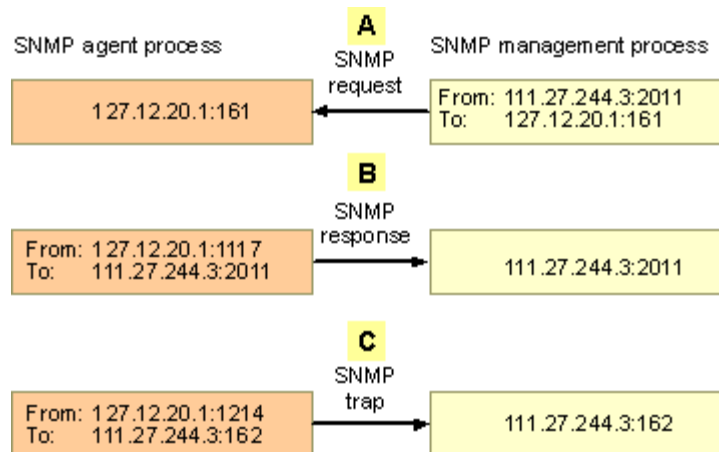 A
SNMP agent process
SNMP
request
SNMP management process
127.12.20.1:161
From: 111.27.244.3:2011
To: 127.12.20.1:161
B
SNMP
response
From: 127.12.20.1:1117
To: 111.27.244.3:2011
111.27.244.3:2011
C
SNMP
trap
From: 127.12.20.1:1214
To: 111.27.244.3:162
111.27.244.3:162